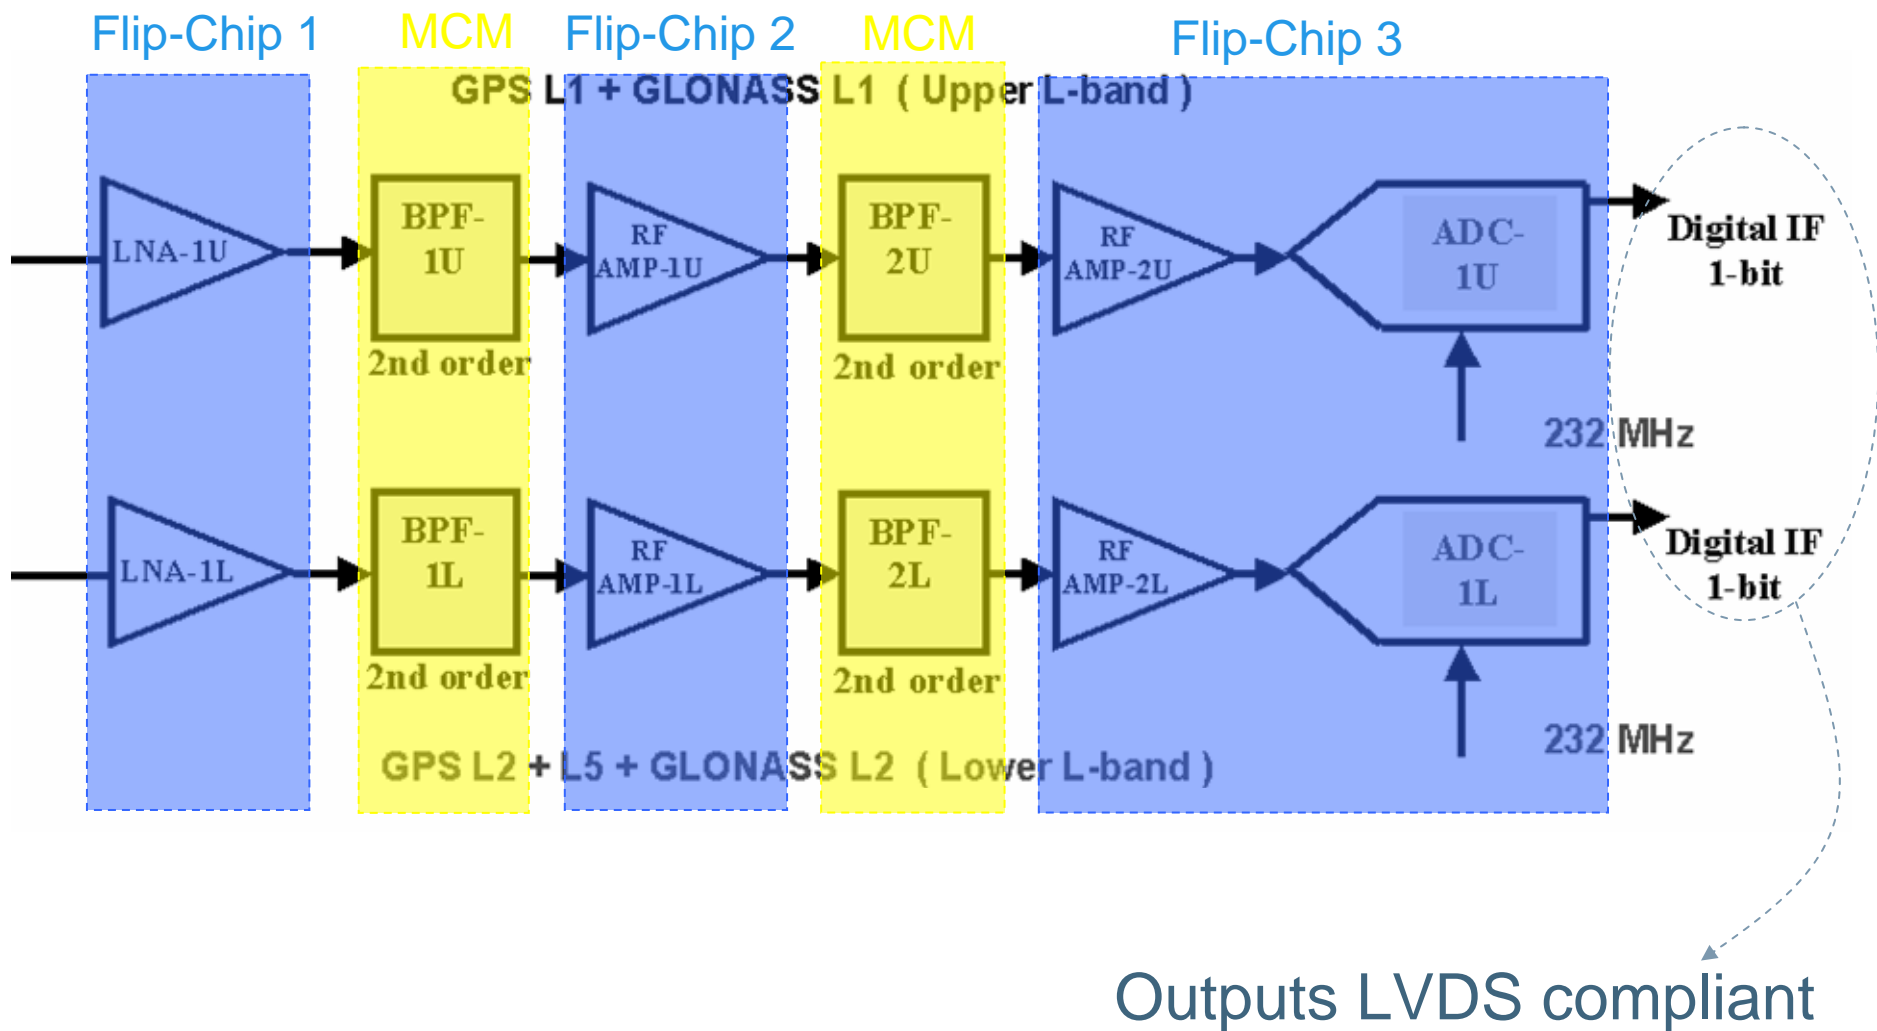 Flip-Chip 1 MCM Flip-Chip 2 MCM Flip-Chip 3
GPS L1 + GLONASS L1 ( Upper L-band )
LNA-1U
BPF-
1U
2nd order
RF
AMP-1U
BPF-
2U
2nd order
RF
AMP-2U
ADC-
1U
Digital IF
1-bit
232 MHz
LNA-1L
BPF-
1L
2nd order
RF
AMP-1L
BPF-
2L
2nd order
RF
AMP-2L
ADC-
1L
Digital IF
1-bit
232 MHz
GPS L2 + L5 + GLONASS L2 ( Lower L-band )
Outputs LVDS compliant